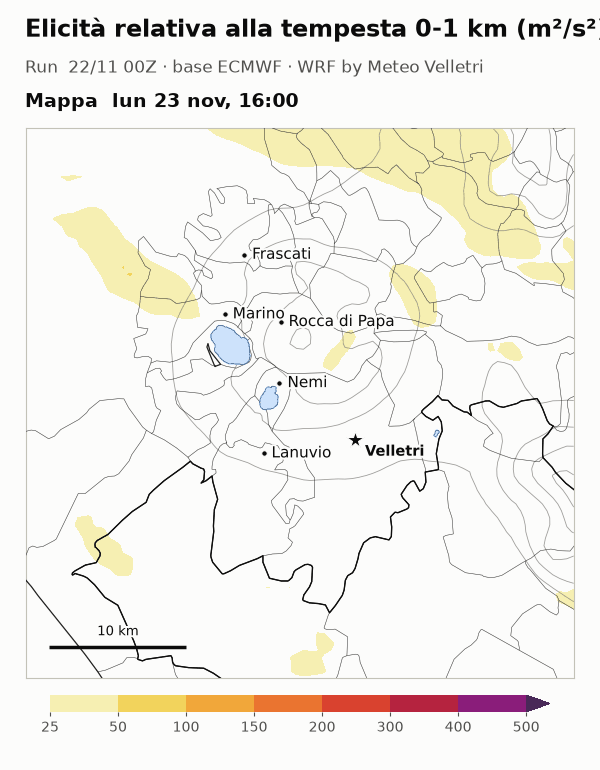 Elicità relativa alla tempesta 0-1 km (m²/s²)
Run  22/11 00Z · base ECMWF · WRF by Meteo Velletri
Mappa  lun 23 nov, 16:00
Frascati
Marino
Rocca di Papa
Nemi
Velletri
Lanuvio
10 km
25 50 100 150 200 300 400 500